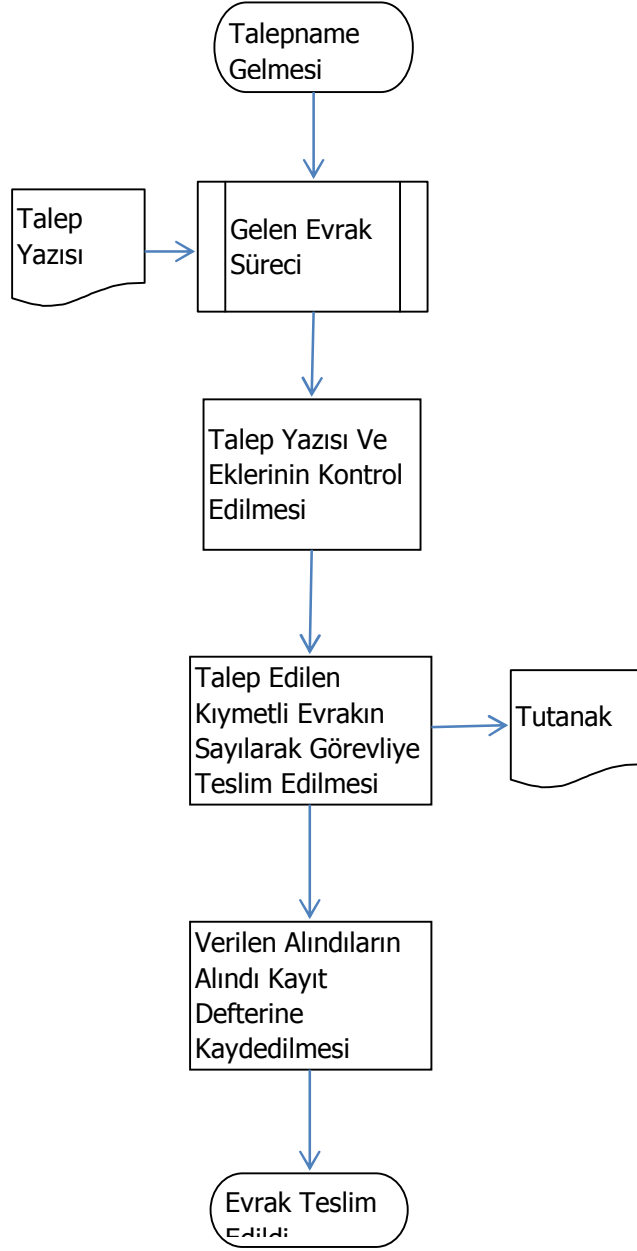 Talepname
Gelmesi
Talep
Yazısı
Gelen Evrak
Süreci
Talep Yazısı Ve
Eklerinin Kontrol
Edilmesi
Talep Edilen
Kıymetli Evrakın
Sayılarak Görevliye
Teslim Edilmesi
Tutanak
Verilen Alındıların
Alındı Kayıt
Defterine
Kaydedilmesi
Evrak Teslim
Edildi